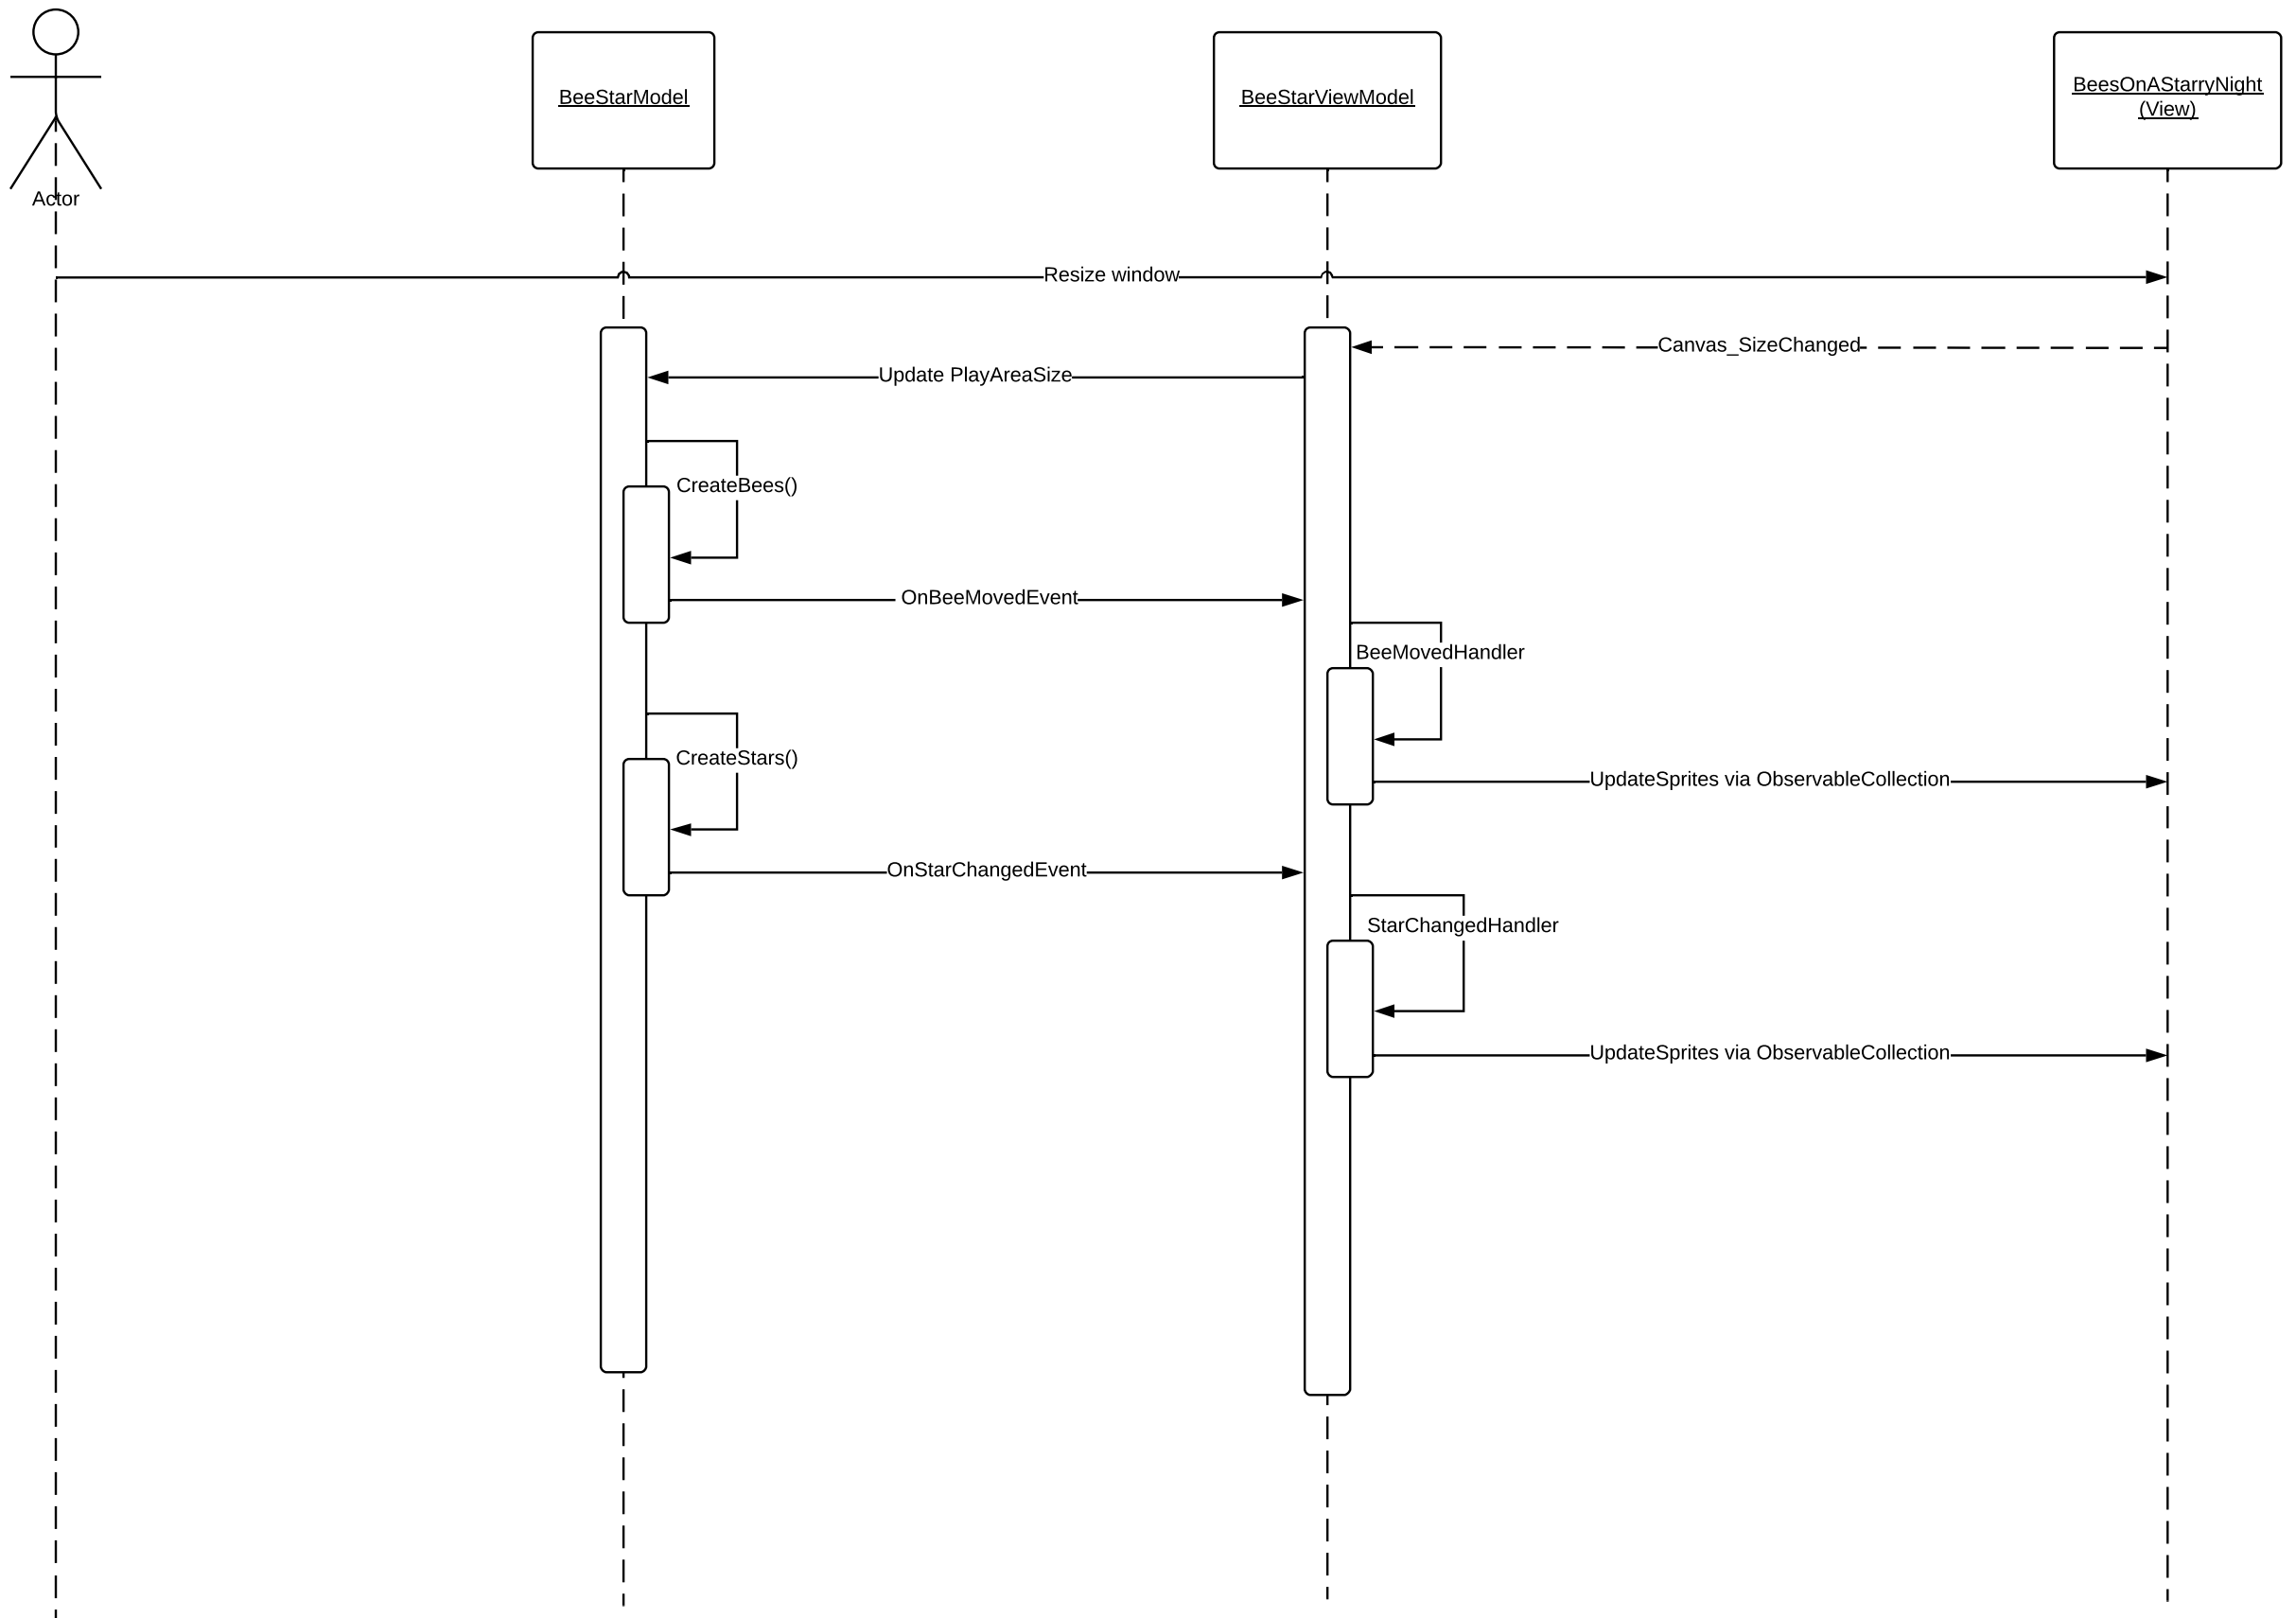 Actor
BeeStarModel
BeeStarViewModel
BeesOnAStarryNight
(View)
Resize window
Canvas_SizeChanged
Update PlayAreaSize
CreateBees()
OnBeeMovedEvent
BeeMovedHandler
CreateStars()
UpdateSprites via ObservableCollection
OnStarChangedEvent
StarChangedHandler
UpdateSprites via ObservableCollection